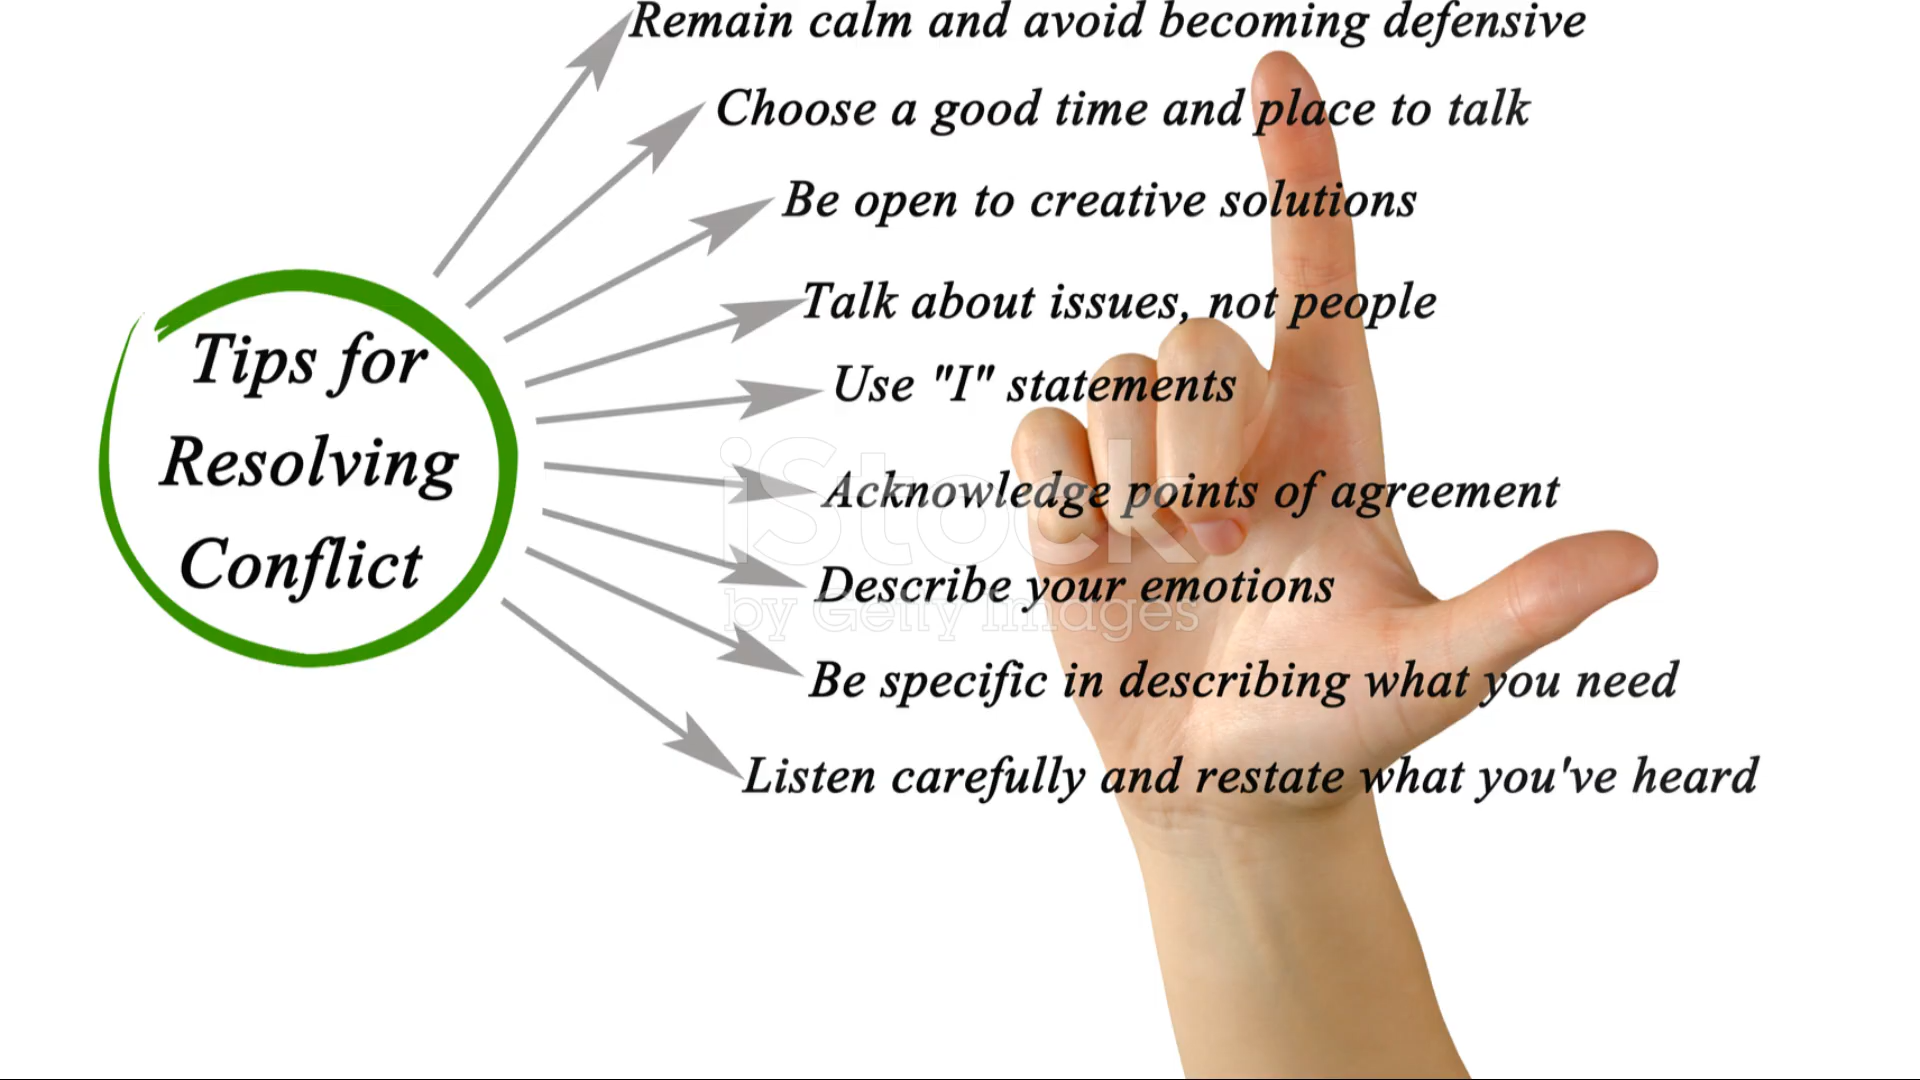 Remain calm and avoid becoming defensive
Choose a good time and place to talk
Be open to creative solutions
Talk about issues, not people
Use "I" statements
Acknowledge points of agreement
Describe your emotions
Be specific in describing what you need
Listen carefully and restate what you've heard
Tips for
Resolving
Conflict
iStock
by Getty Images